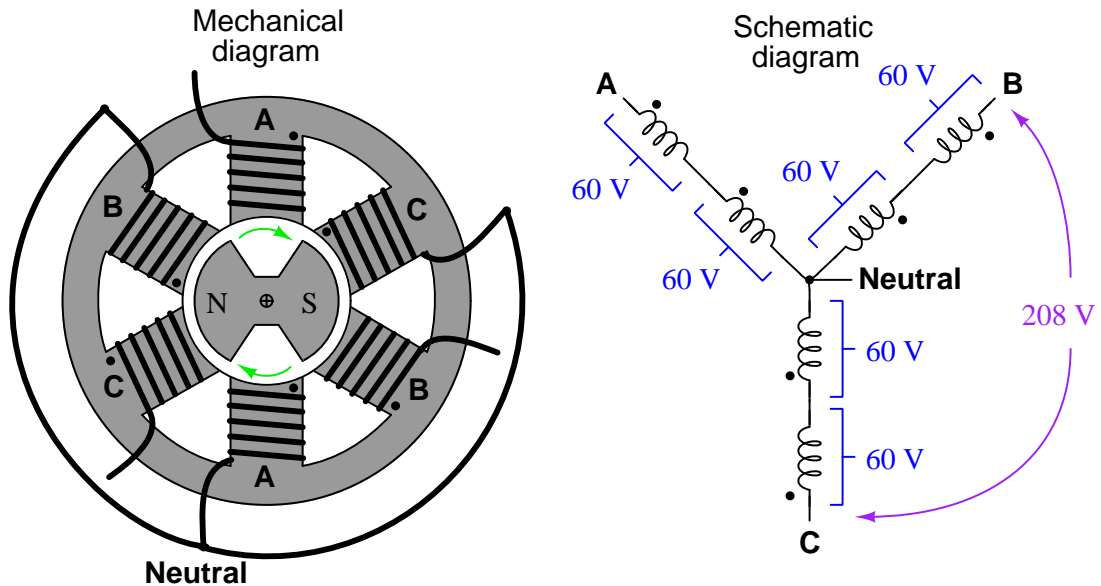 Mechanical
diagram
A
B
C
N
S
C
B
A
Neutral
Schematic
diagram
60 V
A
B
60 V
60 V
60 V
Neutral
208 V
60 V
60 V
C